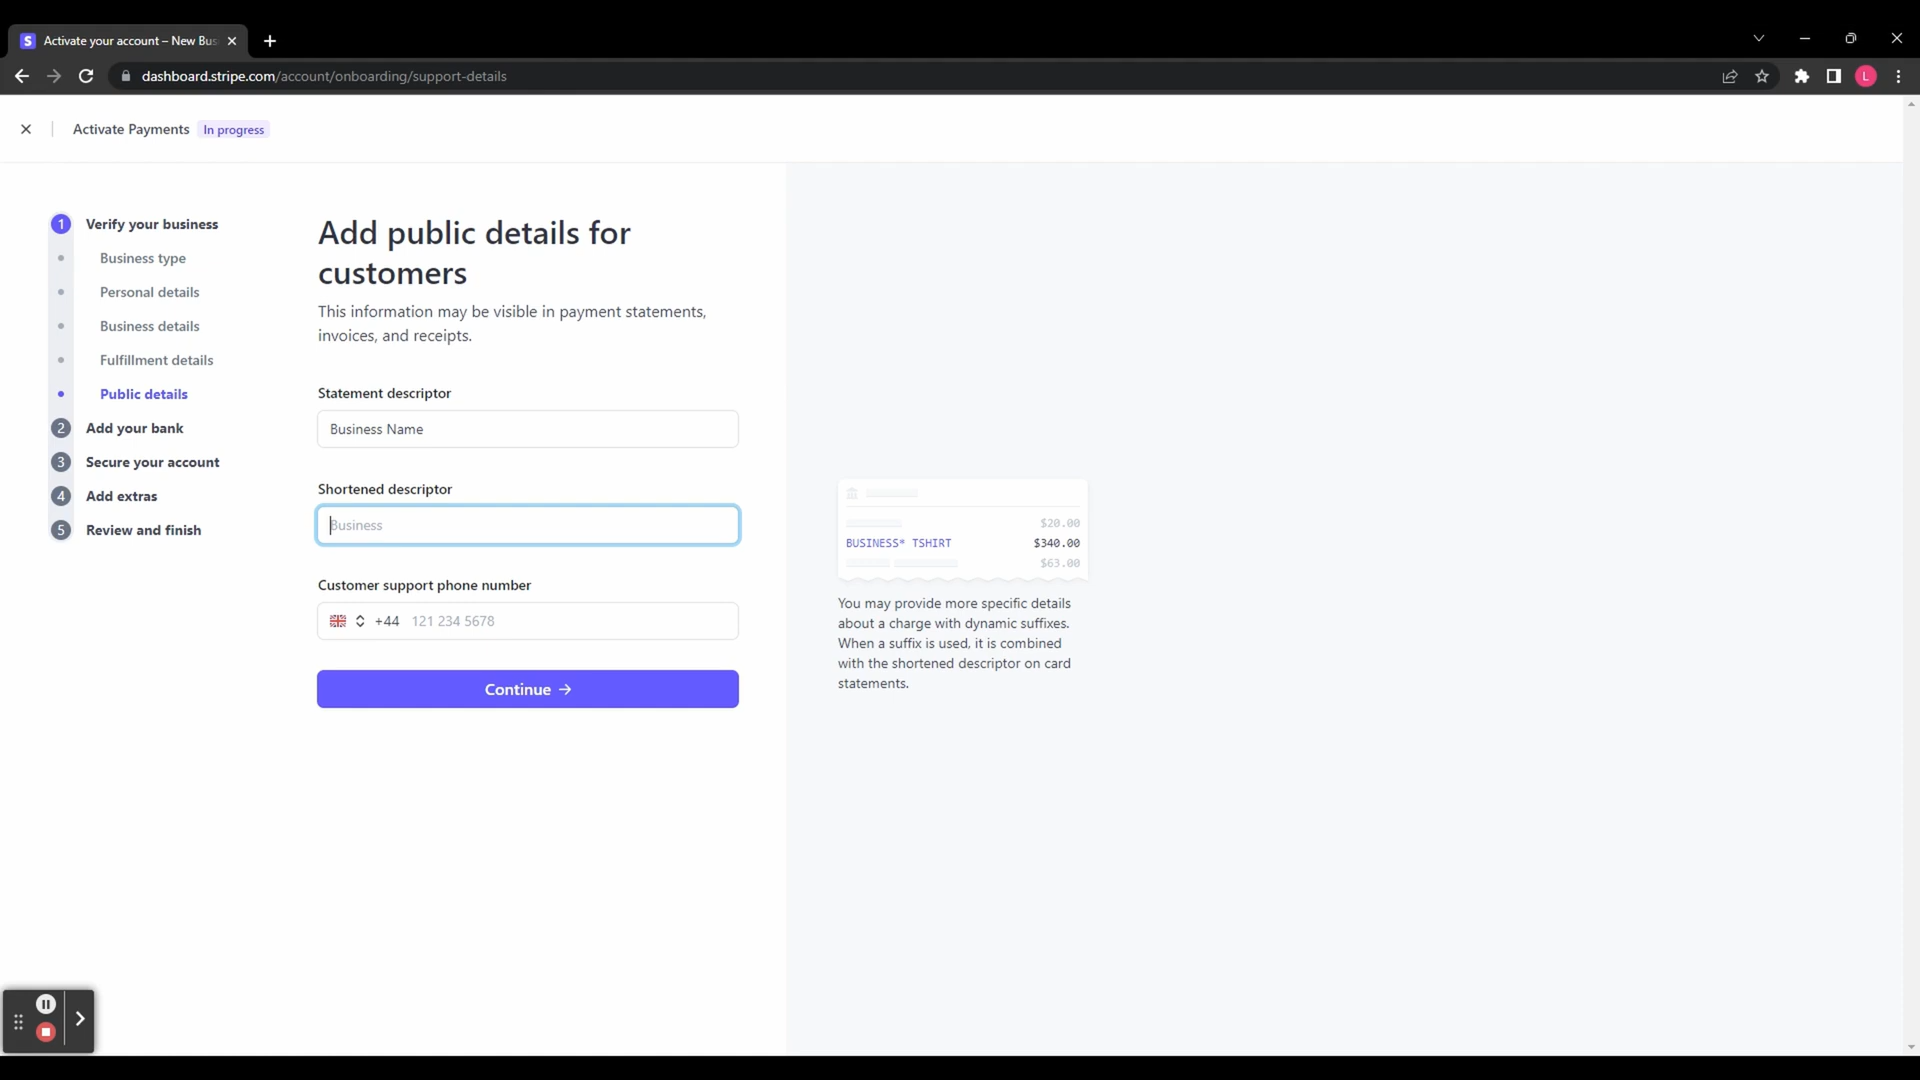 Activate your account – New Bus
dashboard.stripe.com/account/onboarding/support-details
L
Activate Payments
In progress
1 Verify your business
Business type
Personal details
Business details
Fulfillment details
Public details
2 Add your bank
3 Secure your account
4 Add extras
5 Review and finish
Add public details for
customers
This information may be visible in payment statements,
invoices, and receipts.
Statement descriptor
Business Name
Shortened descriptor
Business
Customer support phone number
+44 121 234 5678
Continue →
$20.00
BUSINESS* TSHIRT $340.00
$63.00
You may provide more specific details
about a charge with dynamic suffixes.
When a suffix is used, it is combined
with the shortened descriptor on card
statements.